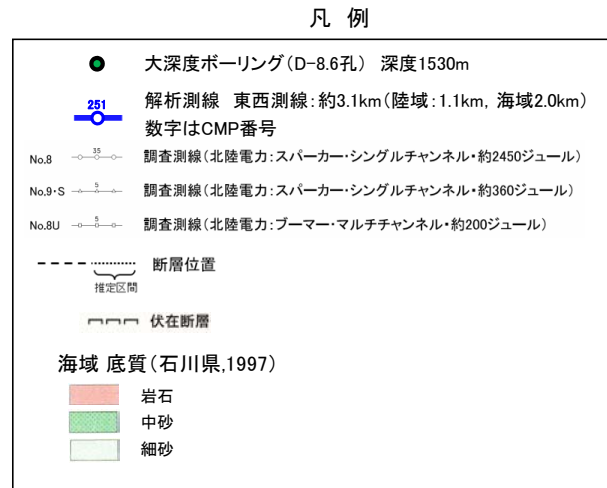 凡 例
大深度ボーリング(D-8.6孔) 深度1530m
251
解析測線 東西測線:約3.1km(陸域:1.1km, 海域2.0km)
数字はCMP番号
No.8 35 調査測線(北陸電力:スパーカー・シングルチャンネル・約2450ジュール)
No.9・S 5 調査測線(北陸電力:スパーカー・シングルチャンネル・約360ジュール)
No.8U 5 調査測線(北陸電力:ブーマー・マルチチャンネル・約200ジュール)
断層位置
推定区間
伏在断層
海域 底質(石川県,1997)
岩石
中砂
細砂